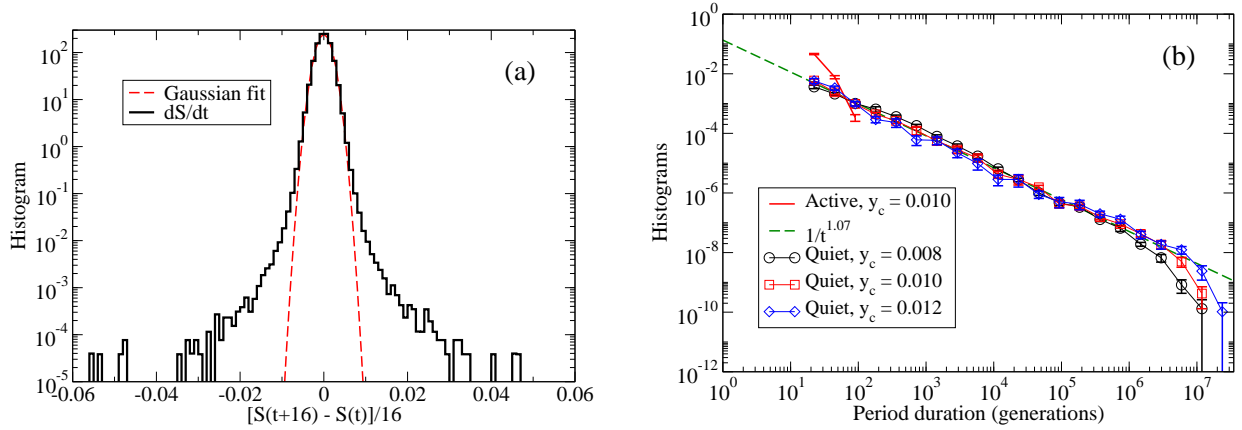 (a)
Gaussian fit
dS/dt
Histogram
10^2
10^1
10^0
10^-1
10^-2
10^-3
10^-4
10^-5
-0.06 -0.04 -0.02 0 0.02 0.04 0.06
[S(t+16) - S(t)]/16
(b)
Active, y_c = 0.010
1/t^1.07
Quiet, y_c = 0.008
Quiet, y_c = 0.010
Quiet, y_c = 0.012
Histograms
10^0
10^-2
10^-4
10^-6
10^-8
10^-10
10^-12
10^0 10^1 10^2 10^3 10^4 10^5 10^6 10^7
Period duration (generations)